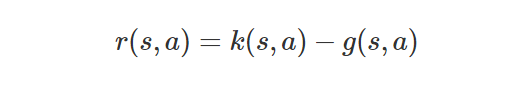 r(s, a) = k(s, a) − g(s, a)